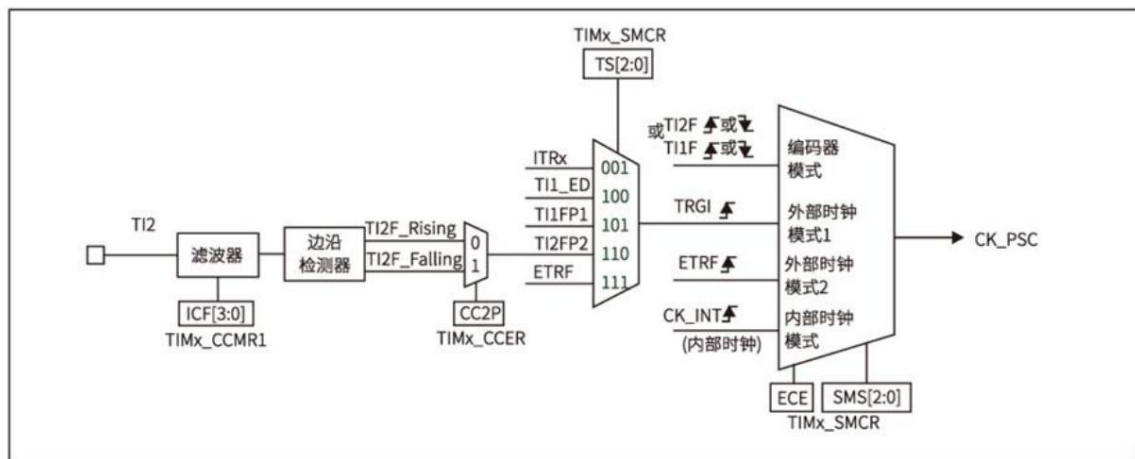 TIMx_SMCR
TS[2:0]
或TI2F 或
TI1F 或
编码器
模式
ITRx
001
TI1_ED
100
TRGI
外部时钟
模式1
TI1FP1
101
TI2
TI2F_Rising
0
TI2FP2
110
CK_PSC
滤波器
边沿
检测器
TI2F_Falling
1
ETRF
111
ETRF
外部时钟
模式2
ICF[3:0]
TIMx_CCMR1
CC2P
TIMx_CCER
CK_INT
(内部时钟)
内部时钟
模式
ECE
SMS[2:0]
TIMx_SMCR